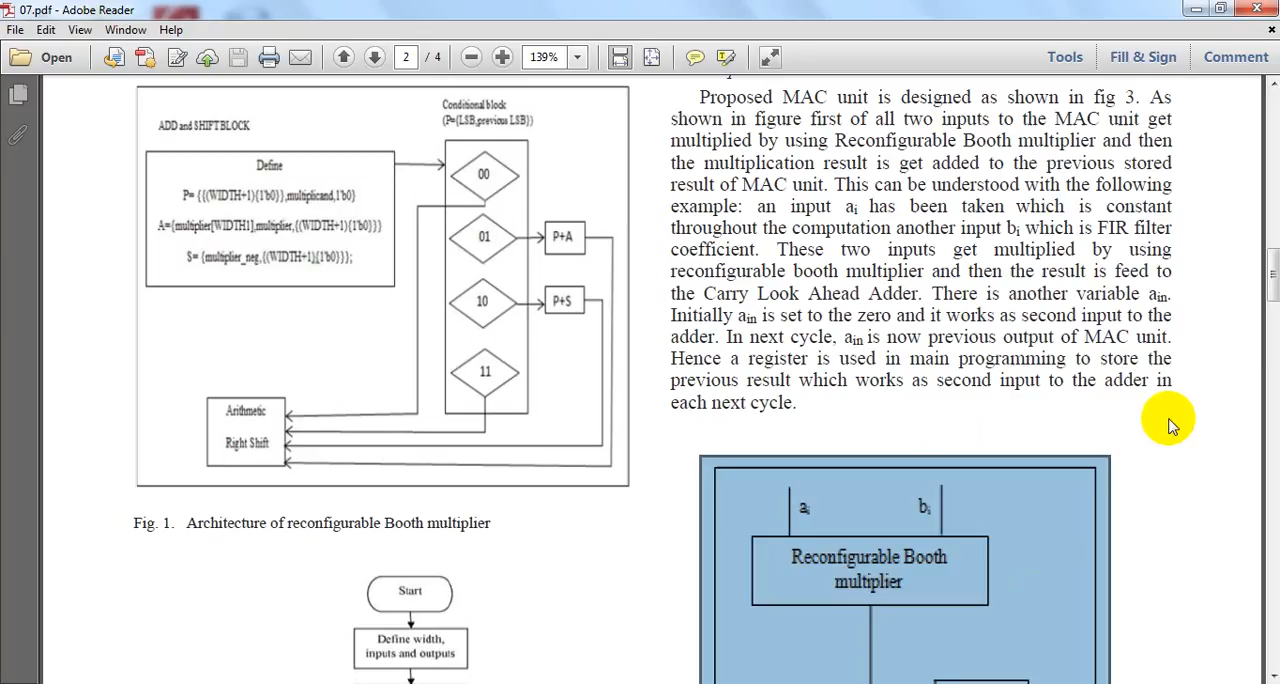 07.pdf - Adobe Reader
File Edit View Window Help
Open 2 / 4 139% Tools Fill & Sign Comment
ADD and SHIFT BLOCK
Conditional block
(P={LSB,previous LSB})
Define
P= {{(WIDTH+1){1'b0}},multiplicand,1'b0}
A={multiplier[WIDTH1],multiplier,{(WIDTH+1){1'b0}}}
S= {multiplier_neg,{(WIDTH+1){1'b0}}};
00
01
P+A
10
P+S
11
Arithmetic
Right Shift
Fig. 1. Architecture of reconfigurable Booth multiplier
Start
Define width,
inputs and outputs
Proposed MAC unit is designed as shown in fig 3. As
shown in figure first of all two inputs to the MAC unit get
multiplied by using Reconfigurable Booth multiplier and then
the multiplication result is get added to the previous stored
result of MAC unit. This can be understood with the following
example: an input ai has been taken which is constant
throughout the computation another input bi which is FIR filter
coefficient. These two inputs get multiplied by using
reconfigurable booth multiplier and then the result is feed to
the Carry Look Ahead Adder. There is another variable ain.
Initially ain is set to the zero and it works as second input to the
adder. In next cycle, ain is now previous output of MAC unit.
Hence a register is used in main programming to store the
previous result which works as second input to the adder in
each next cycle.
ai bi
Reconfigurable Booth
multiplier